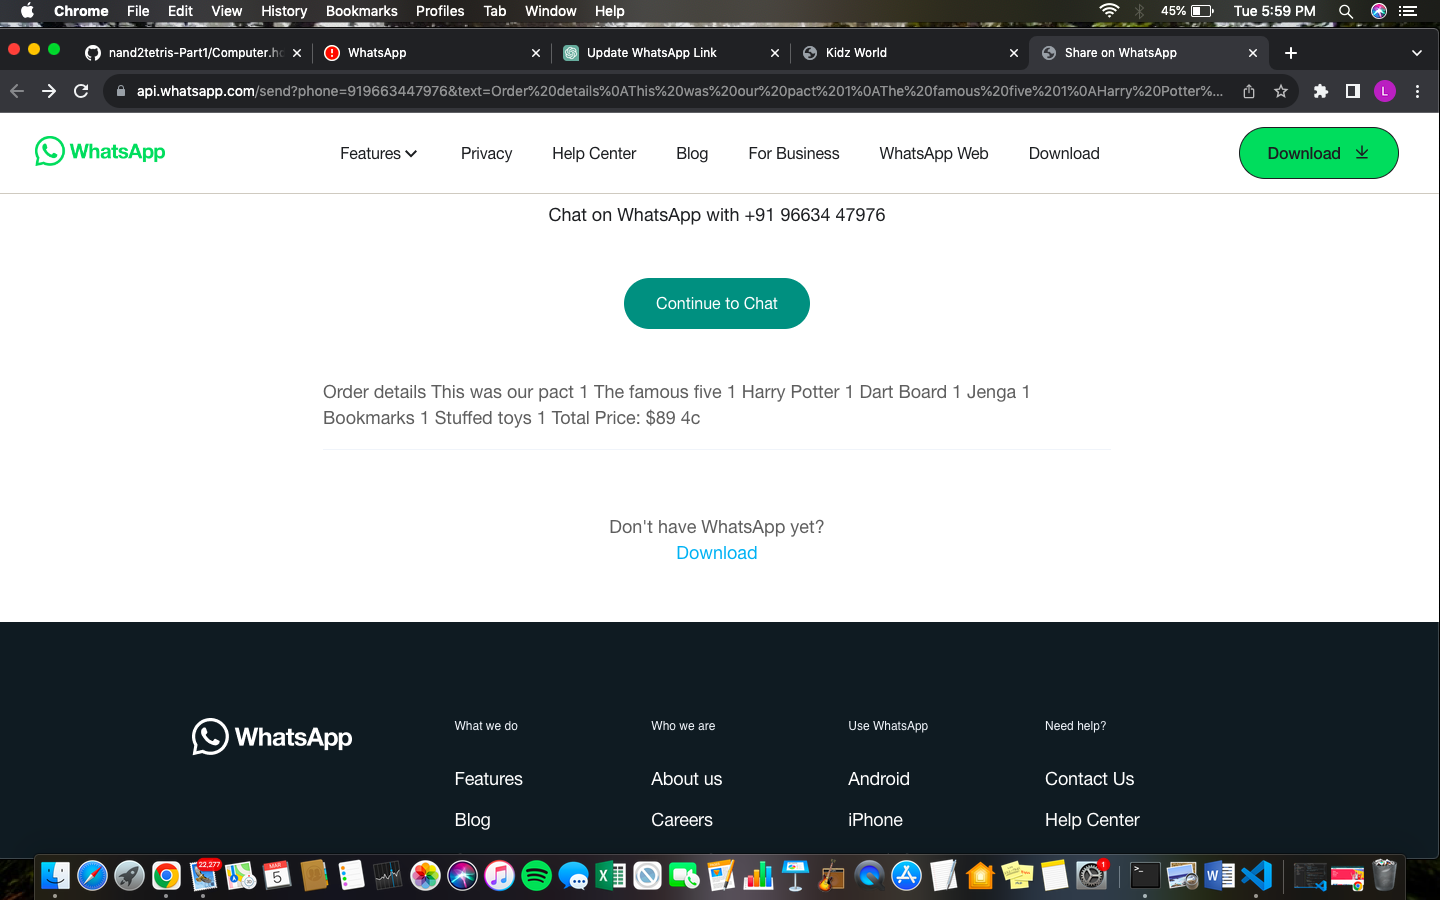 Chrome File Edit View History Bookmarks Profiles Tab Window Help 45% Tue 5:59 PM
nand2tetris-Part1/Computer.hd WhatsApp Update WhatsApp Link Kidz World Share on WhatsApp
api.whatsapp.com/send?phone=919663447976&text=Order%20details%0AThis%20was%20our%20pact%201%0AThe%20famous%20five%201%0AHarry%20Potter%... L
WhatsApp Features Privacy Help Center Blog For Business WhatsApp Web Download Download
Chat on WhatsApp with +91 96634 47976
Continue to Chat
Order details This was our pact 1 The famous five 1 Harry Potter 1 Dart Board 1 Jenga 1
Bookmarks 1 Stuffed toys 1 Total Price: $89 4c
Don't have WhatsApp yet?
Download
WhatsApp
What we do Who we are Use WhatsApp Need help?
Features About us Android Contact Us
Blog Careers iPhone Help Center
22,277 MAR 5 1